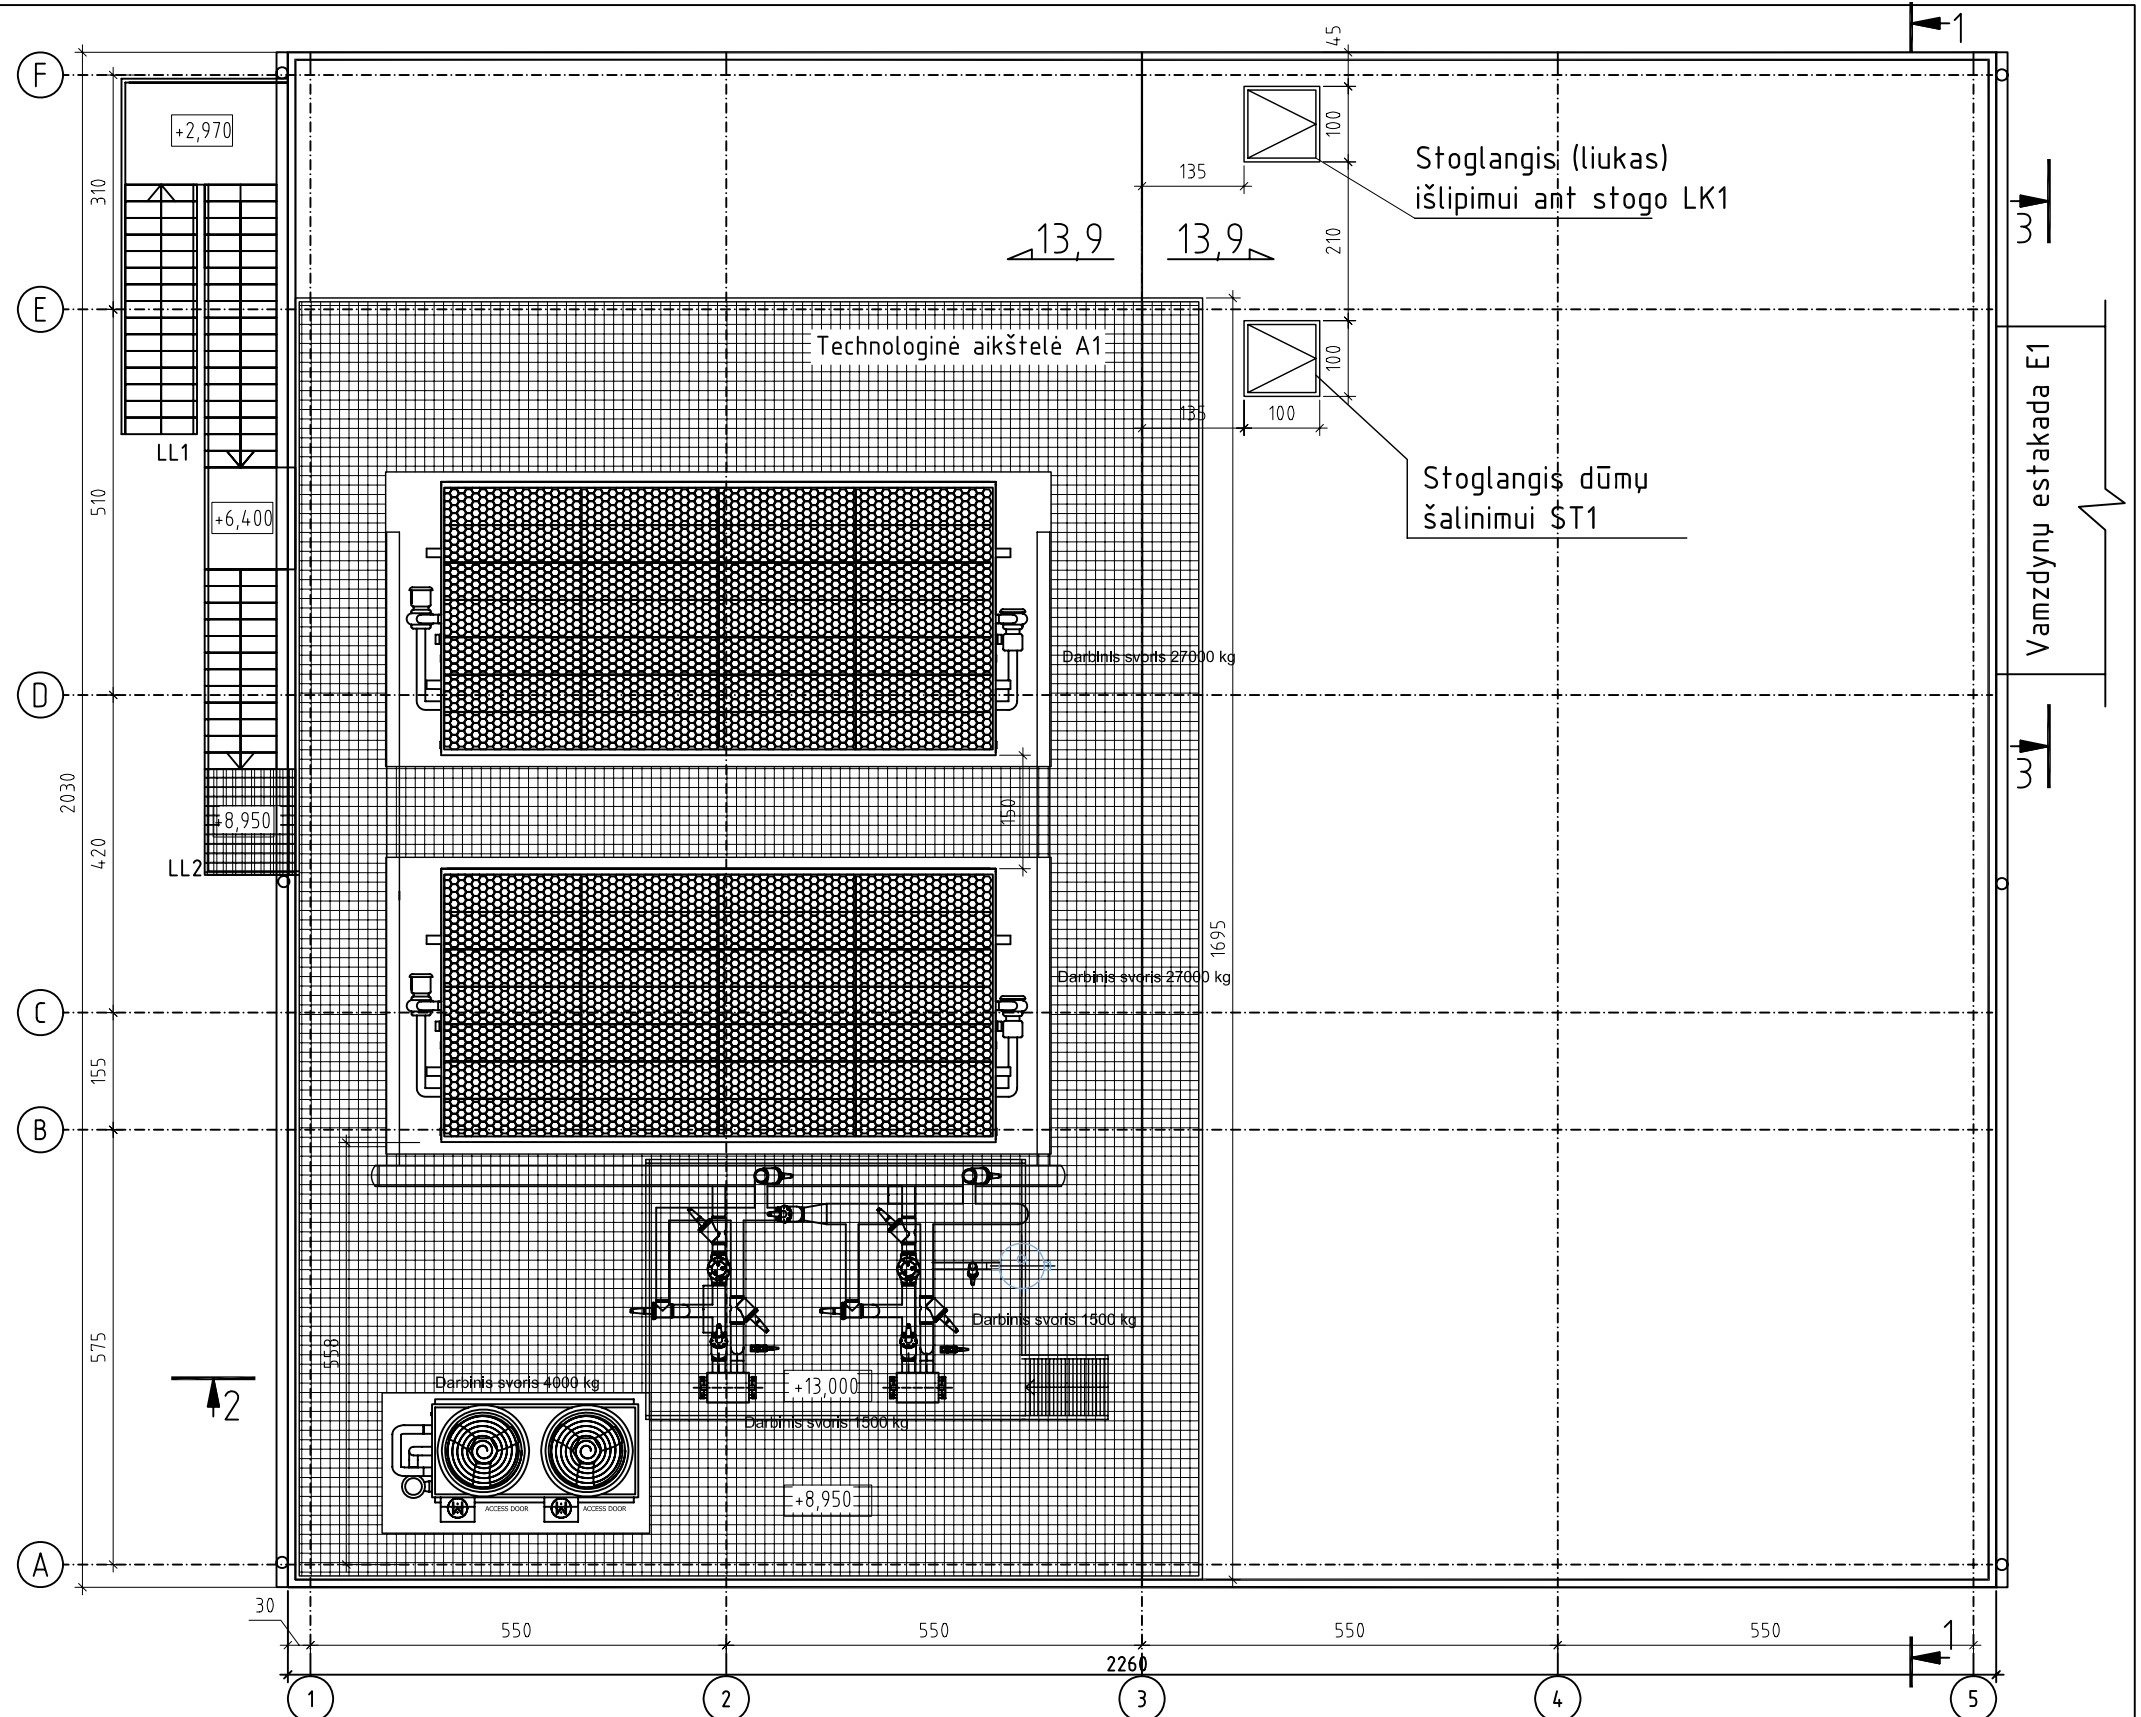 1
45
F
+2,970
100
Stoglangis (liukas)
išlipimui ant stogo LK1
310
135
13,9
13,9
210
3
E
Technologinė aikštelė A1
100
135
100
LL1
Stoglangis dūmų
šalinimui ST1
510
+6,400
Vamzdynų estakada E1
Darbinis svoris 27000 kg
D
3
2030
150
+8,950
420
LL2
1695
Darbinis svoris 27000 kg
C
155
B
575
558
Darbinis svoris 1500 kg
2
Darbinis svoris 4000 kg
+13,000
Darbinis svoris 1500 kg
+8,950
ACCESS DOOR
ACCESS DOOR
A
30
550
550
550
550
1
2260
1
2
3
4
5